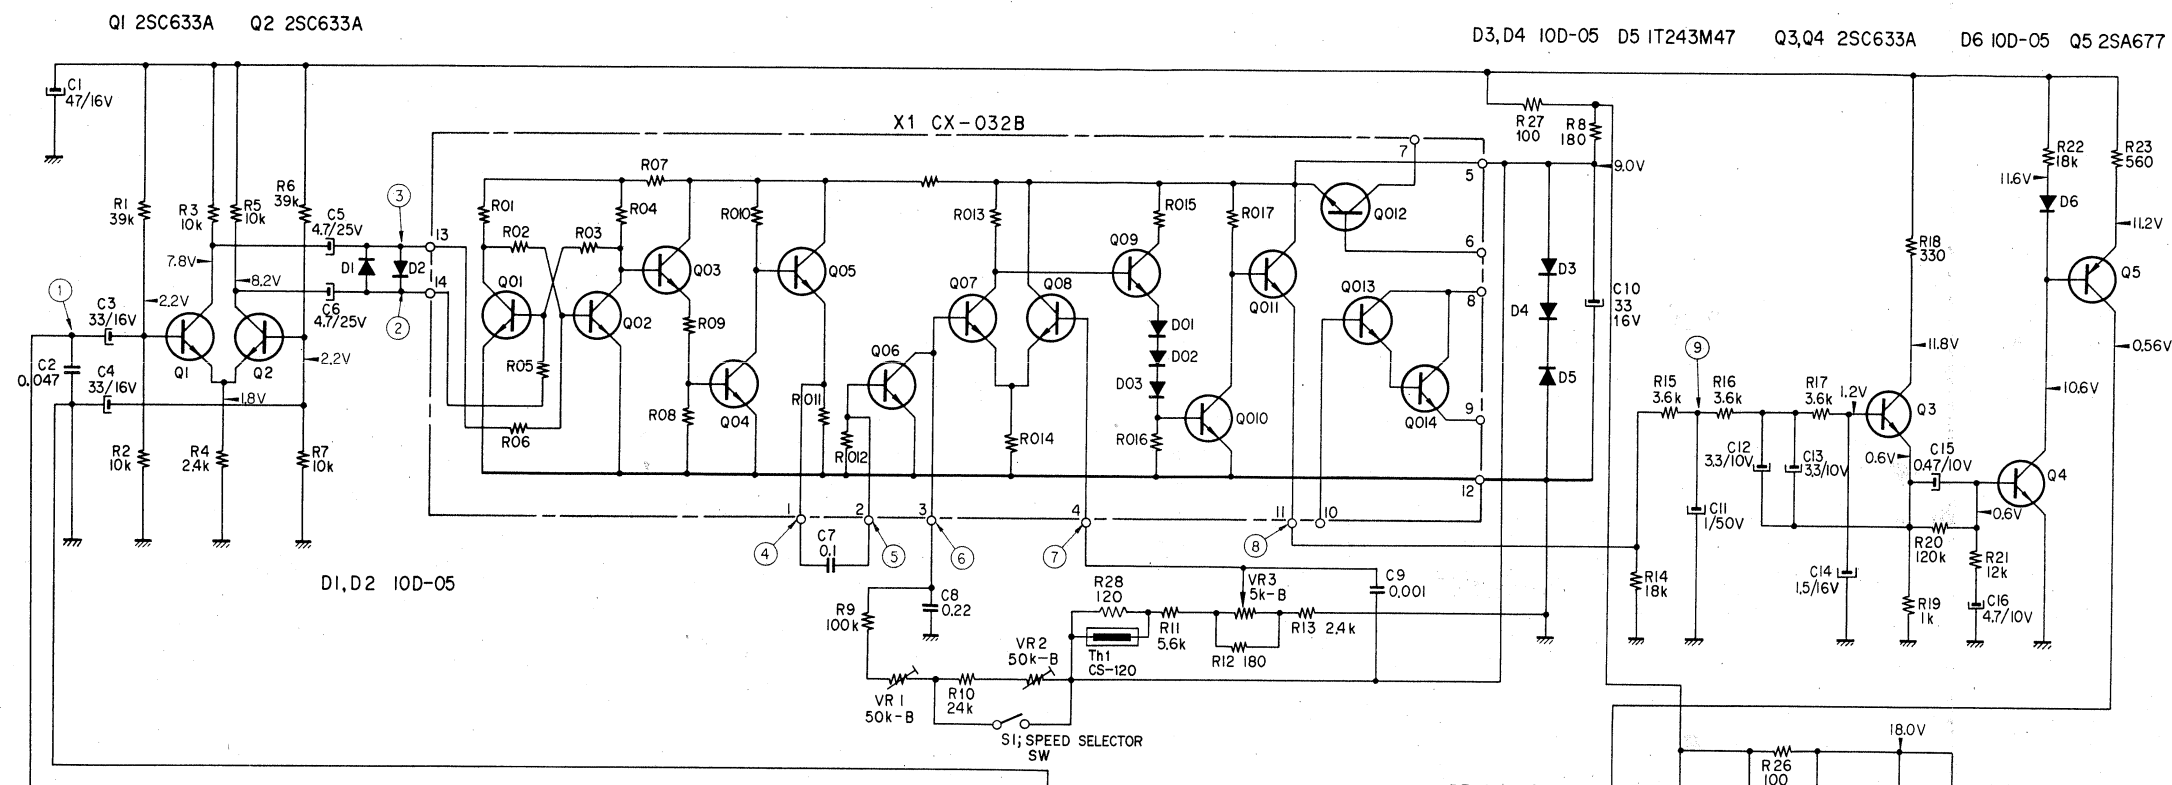 Q1 2SC633A Q2 2SC633A
D3,D4 10D-05 D5 1T243M47 Q3,Q4 2SC633A D6 10D-05 Q5 2SA677
C1
47/16V
X1 CX-032B
R27
100
R8
180
9.0V
R22
18k
R23
560
11.6V
D6
11.2V
Q5
R1
39k
R3
10k
R5
10k
R6
39k
C5
4.7/25V
3
13
7.8V
8.2V
D1
D2
14
C6
4.7/25V
2
1
2.2V
C3
33/16V
Q1
Q2
2.2V
C2
0.047
C4
33/16V
1.8V
R2
10k
R4
2.4k
R7
10k
D1,D2 10D-05
R01
R02
R03
R04
R05
R06
R07
Q01
Q02
Q03
R09
R08
Q04
R010
Q05
R011
Q06
R012
R013
Q07
Q08
R014
Q09
R015
D01
D02
D03
R016
Q010
R017
Q011
Q012
7
5
6
Q013
8
Q014
9
12
D3
D4
D5
C10
33
16V
1
2
3
4
11
10
4
5
6
7
8
C7
0.1
R9
100k
C8
0.22
R28
120
VR3
5k-B
C9
0.001
Th1
CS-120
R11
5.6k
R12 180
R13 2.4k
VR1
50k-B
R10
24k
VR2
50k-B
S1; SPEED SELECTOR
SW
R14
18k
R15
3.6k
9
R16
3.6k
R17
3.6k
1.2V
Q3
R18
330
11.8V
C11
1/50V
C12
3.3/10V
C13
3.3/10V
0.6V
C15
0.47/10V
Q4
10.6V
0.56V
0.6V
R20
120k
R21
12k
C14
1.5/16V
R19
1k
C16
4.7/10V
18.0V
R26
100